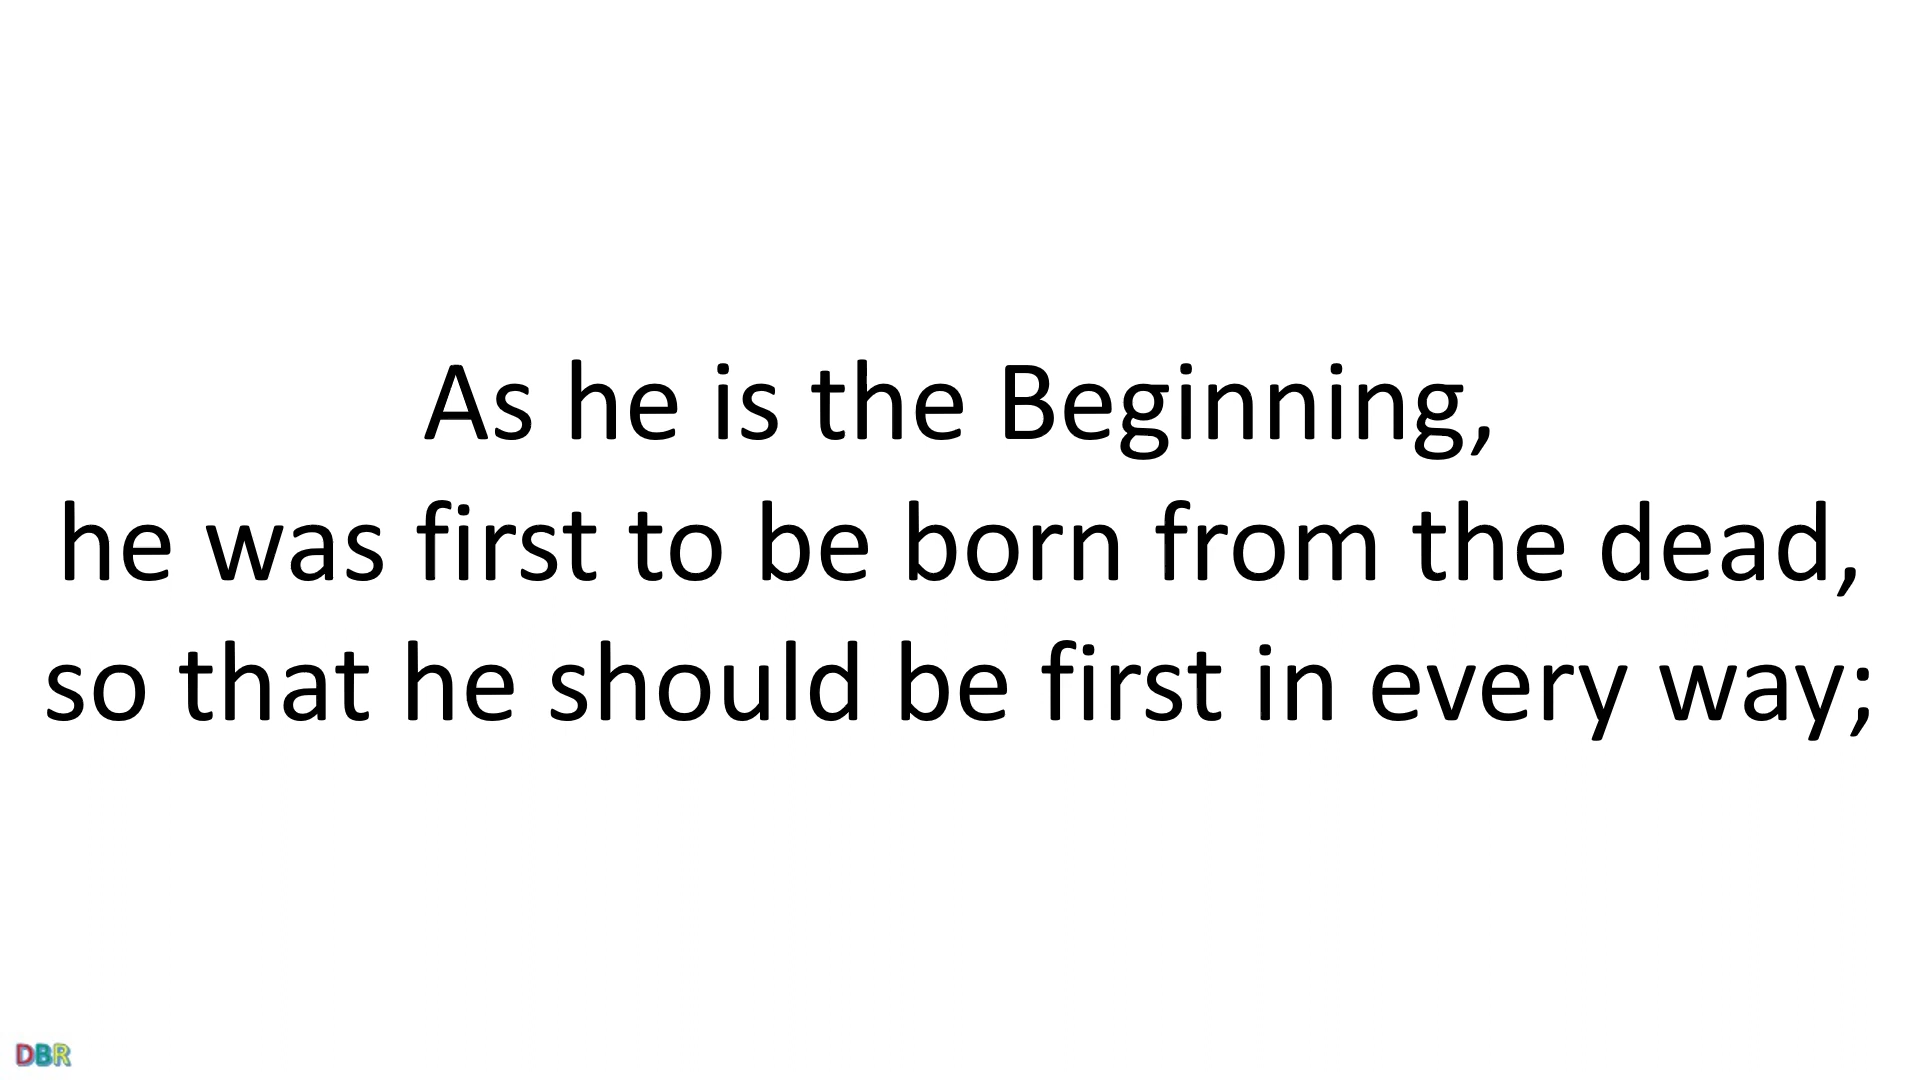 As he is the Beginning,
he was first to be born from the dead,
so that he should be first in every way;
DBR